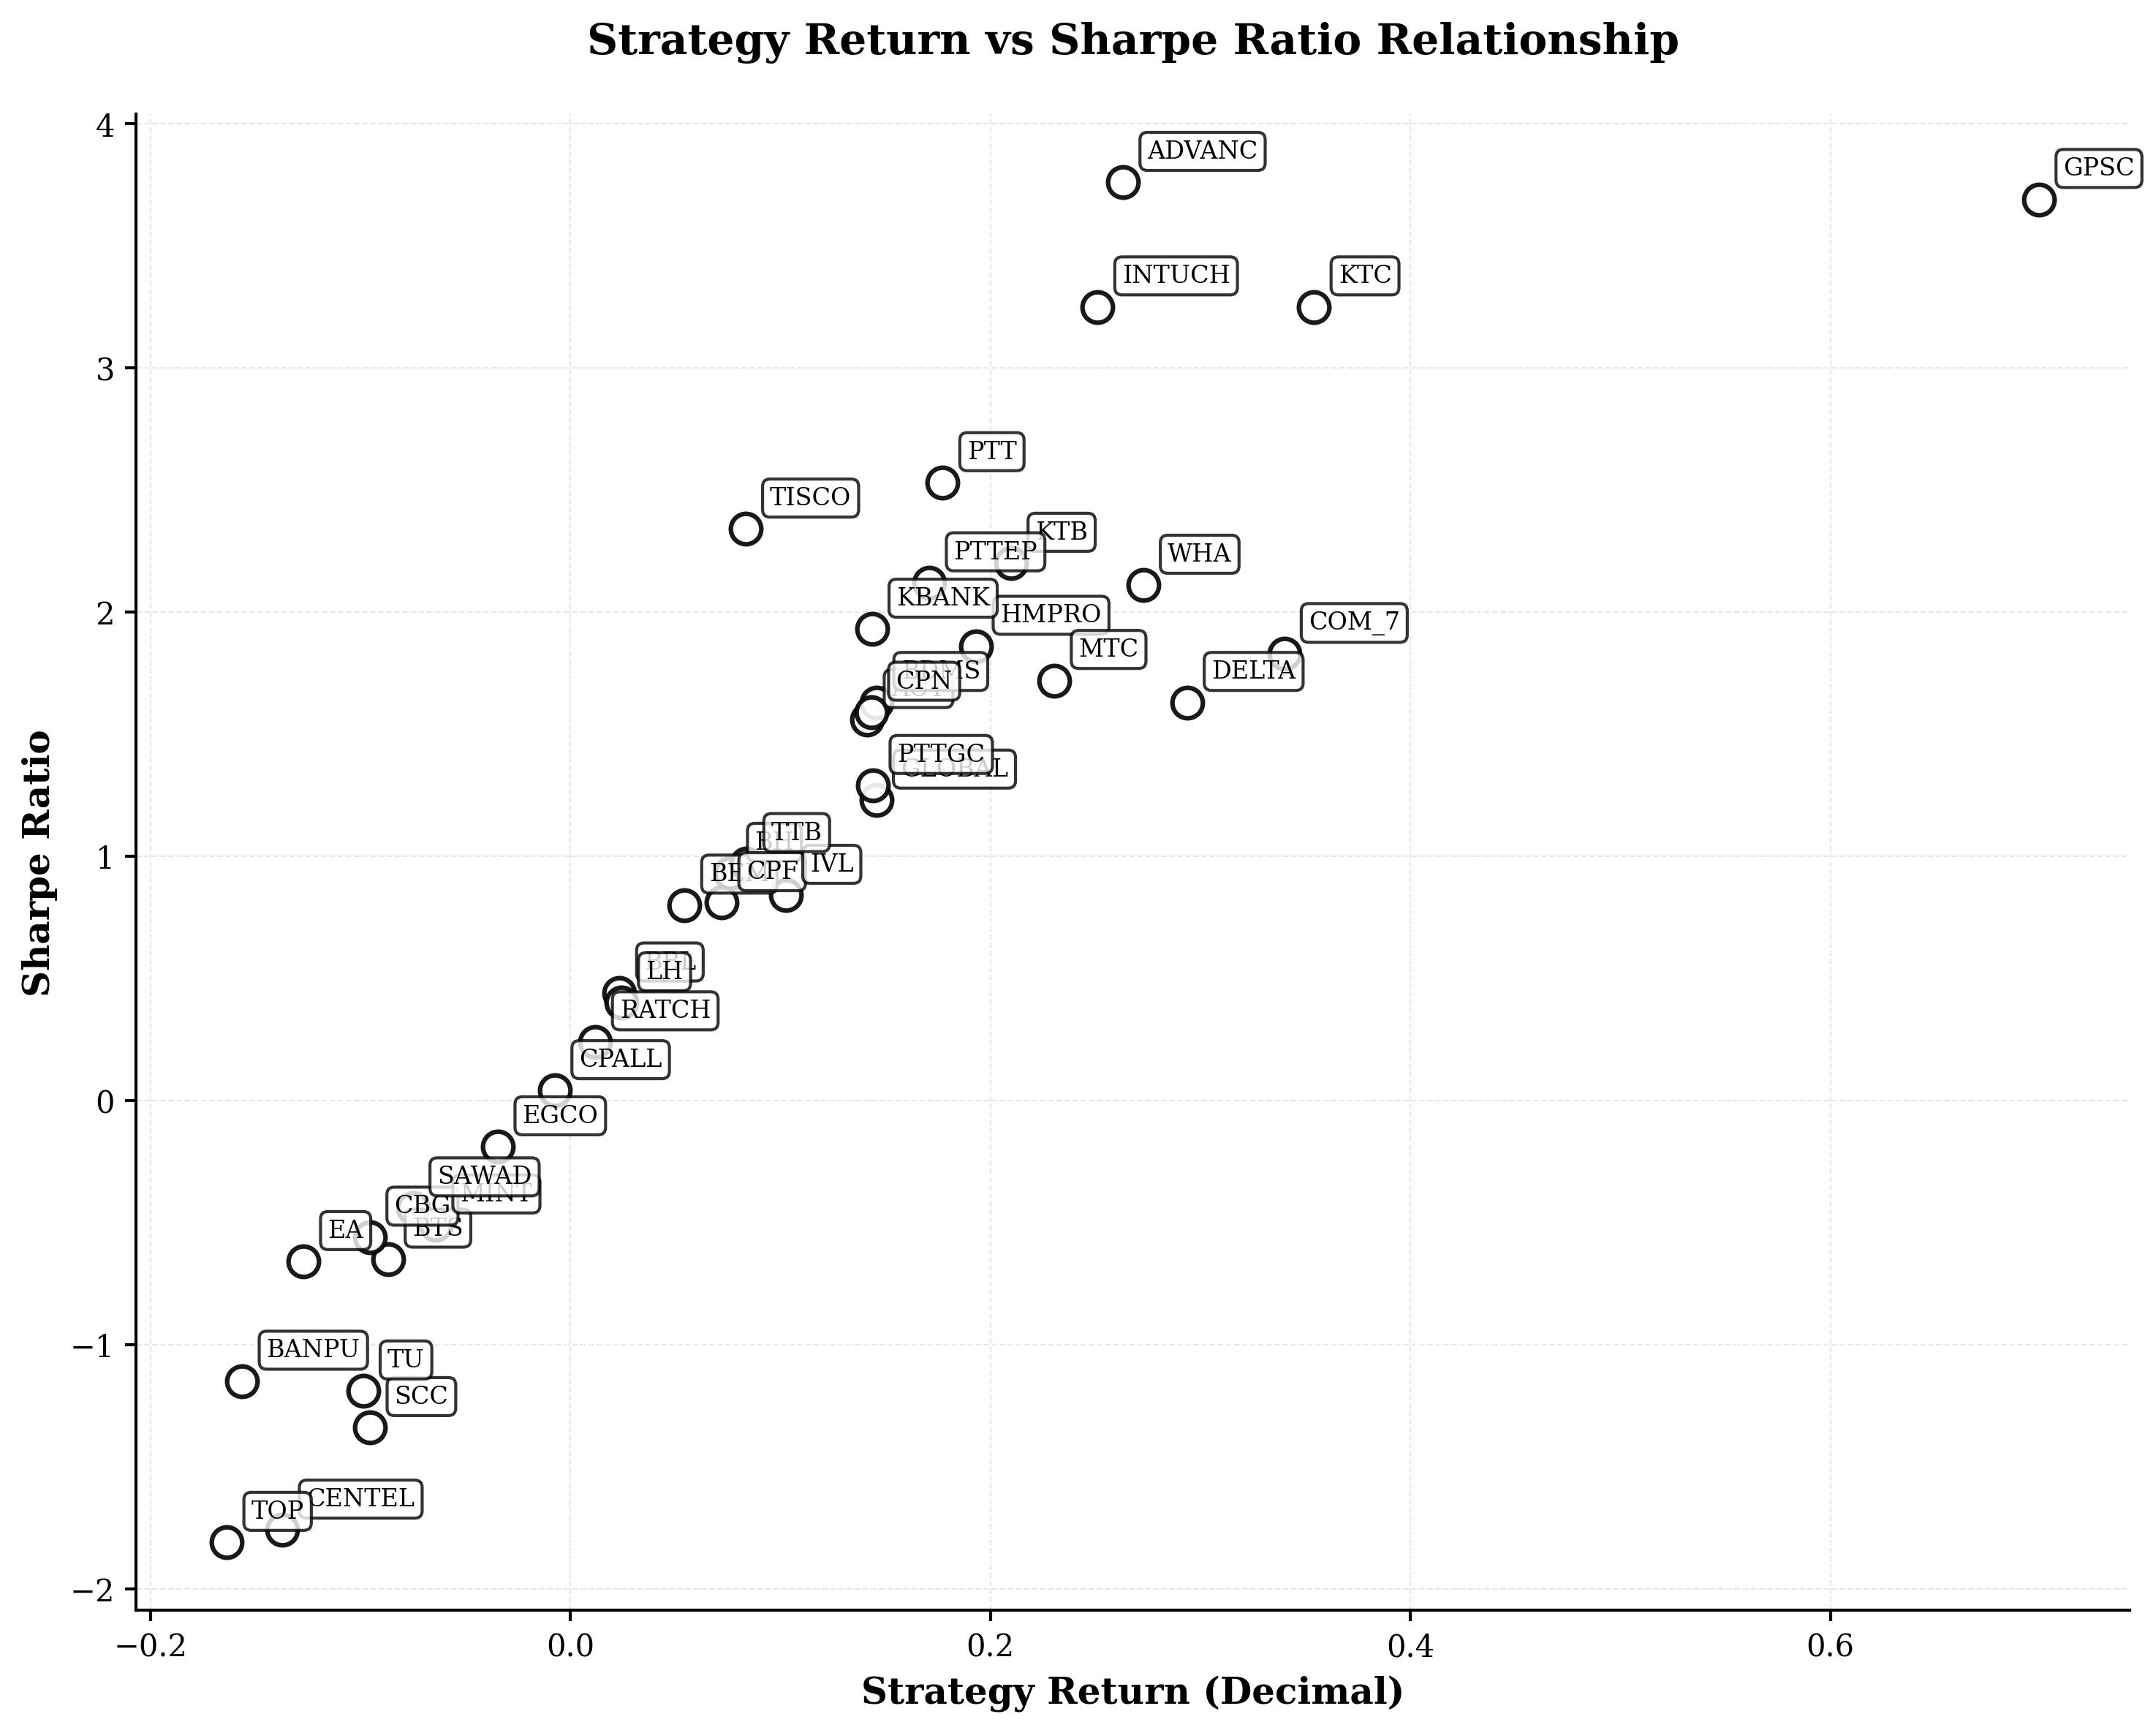 Strategy Return vs Sharpe Ratio Relationship
4
3
2
1
0
−1
−2
Sharpe Ratio
ADVANC
GPSC
INTUCH
KTC
PTT
TISCO
KTB
PTTEP
WHA
KBANK
HMPRO
COM_7
MTC
DELTA
CPN
PTTGC
GLOBAL
TTB
IVL
CPF
LH
RATCH
CPALL
EGCO
SAWAD
MINT
CBG
BTS
EA
BANPU
TU
SCC
CENTEL
TOP
−0.2
0.0
0.2
0.4
0.6
Strategy Return (Decimal)